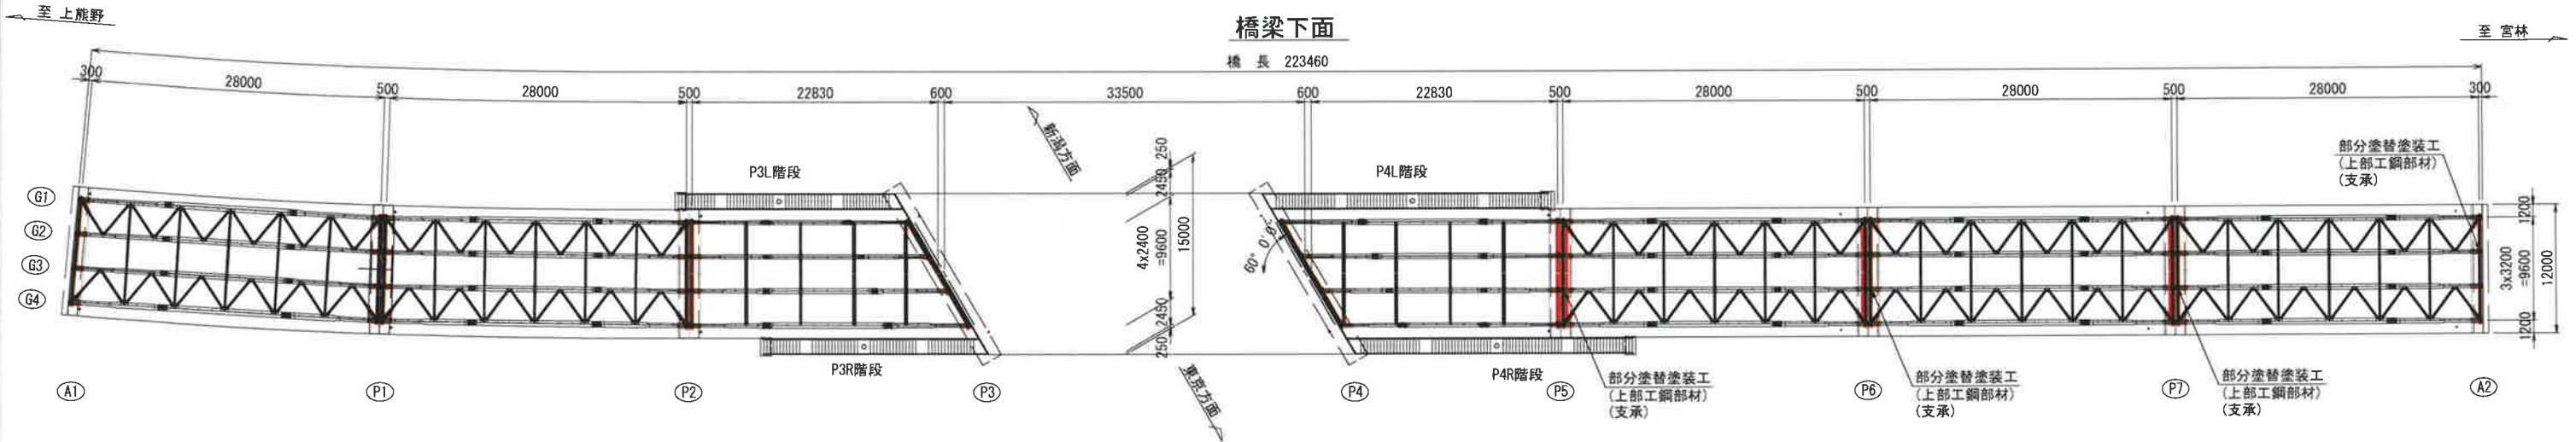 至 上熊野
橋梁下面
至 宮林
橋 長 223460
300
28000
500
28000
500
22830
600
33500
600
22830
500
28000
500
28000
500
28000
300
新潟方面
P3L階段
P4L階段
部分塗替塗装工
(上部工鋼部材)
(支承)
G1
G2
G3
G4
250
2450
4x2400
=9600
15000
2450
250
60° 0' 0"
1200
3x3200
=9600
12000
1200
P3R階段
P4R階段
東京方面
部分塗替塗装工
(上部工鋼部材)
(支承)
部分塗替塗装工
(上部工鋼部材)
(支承)
部分塗替塗装工
(上部工鋼部材)
(支承)
A1
P1
P2
P3
P4
P5
P6
P7
A2